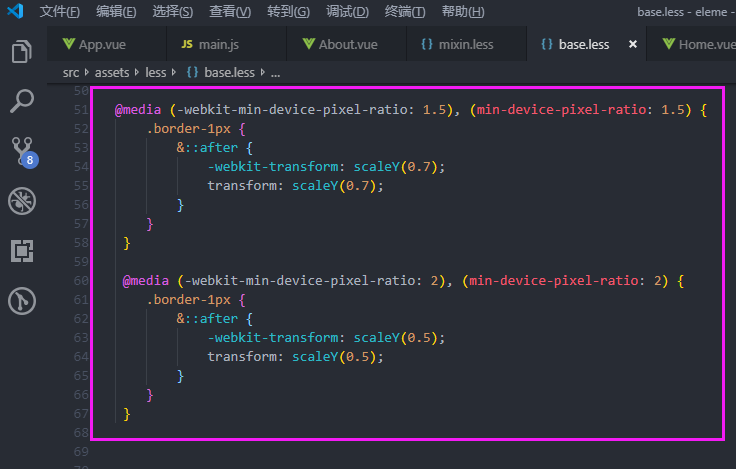 文件(F) 编辑(E) 选择(S) 查看(V) 转到(G) 调试(D) 终端(T) 帮助(H) base.less - eleme -
App.vue JS main.js About.vue {} mixin.less {} base.less × Home.vue
src > assets > less > {} base.less > ...
50
51 @media (-webkit-min-device-pixel-ratio: 1.5), (min-device-pixel-ratio: 1.5) {
52 .border-1px {
53 &::after {
54 -webkit-transform: scaleY(0.7);
55 transform: scaleY(0.7);
56 }
57 }
58 }
59
60 @media (-webkit-min-device-pixel-ratio: 2), (min-device-pixel-ratio: 2) {
61 .border-1px {
62 &::after {
63 -webkit-transform: scaleY(0.5);
64 transform: scaleY(0.5);
65 }
66 }
67 }
68
69
8